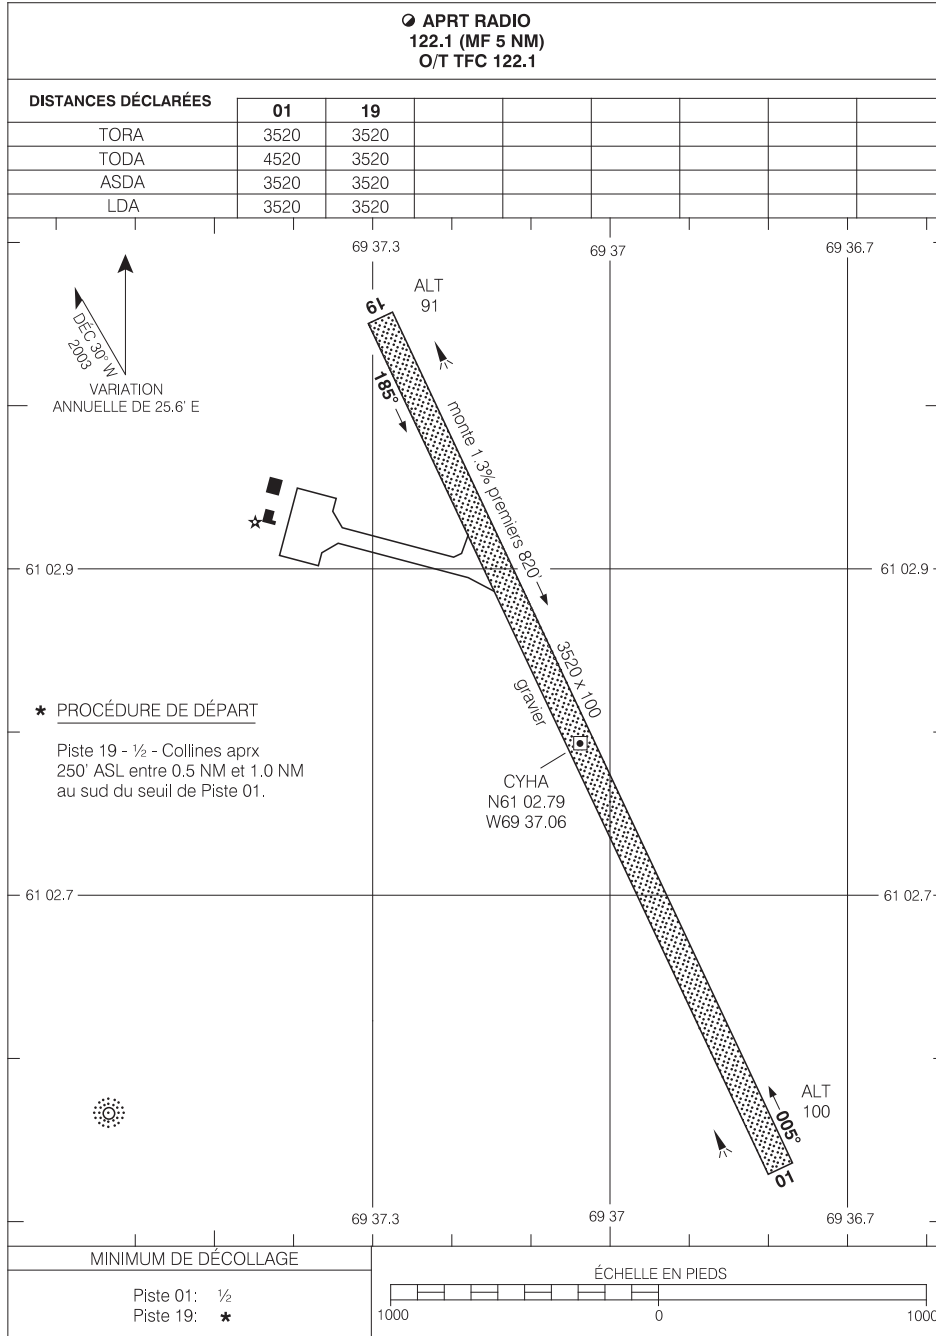 APRT RADIO
122.1 (MF 5 NM)
O/T TFC 122.1
DISTANCES DÉCLARÉES 01 19
TORA 3520 3520
TODA 4520 3520
ASDA 3520 3520
LDA 3520 3520
69 37.3 69 37 69 36.7
DÉC 30° W
2003
VARIATION
ANNUELLE DE 25.6' E
ALT
91
19
185°
monte 1.3% premiers 820'
61 02.9 61 02.9
3520 x 100
gravier
* PROCÉDURE DE DÉPART
Piste 19 - ½ - Collines aprx
250' ASL entre 0.5 NM et 1.0 NM
au sud du seuil de Piste 01.
CYHA
N61 02.79
W69 37.06
61 02.7 61 02.7
ALT
100
005°
01
69 37.3 69 37 69 36.7
MINIMUM DE DÉCOLLAGE
Piste 01: ½
Piste 19: *
ÉCHELLE EN PIEDS
1000 0 1000